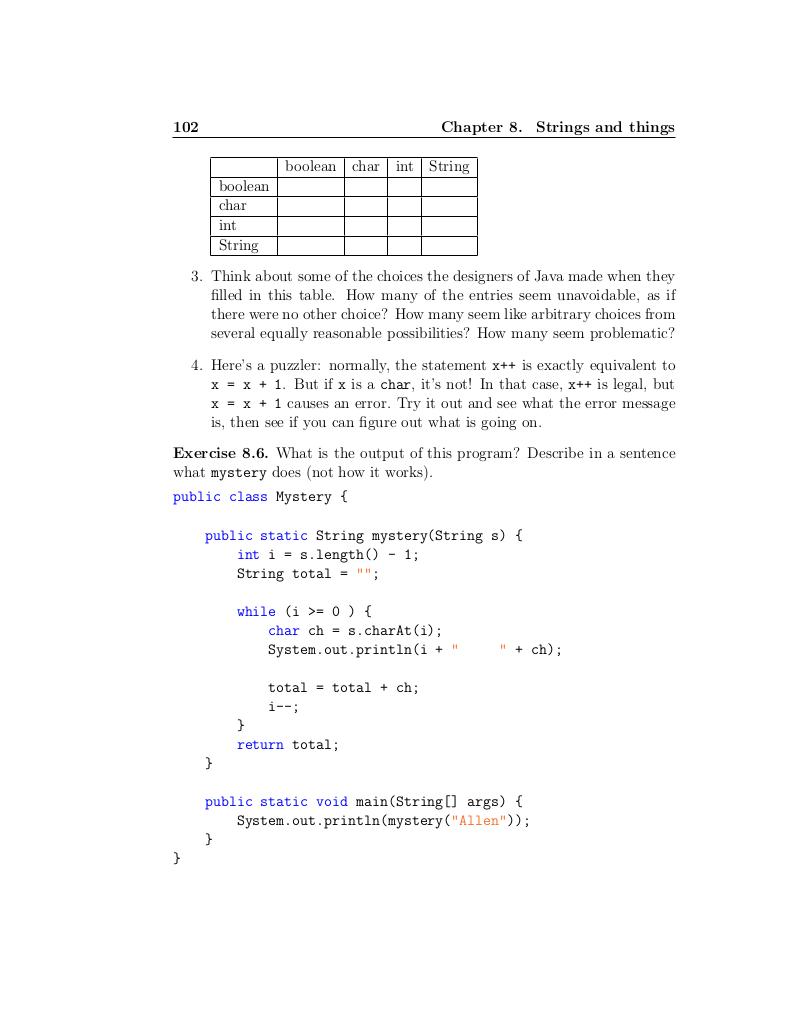 102 Chapter 8. Strings and things
boolean char int String
boolean
char
int
String
3. Think about some of the choices the designers of Java made when they
filled in this table. How many of the entries seem unavoidable, as if
there were no other choice? How many seem like arbitrary choices from
several equally reasonable possibilities? How many seem problematic?
4. Here's a puzzler: normally, the statement x++ is exactly equivalent to
x = x + 1. But if x is a char, it's not! In that case, x++ is legal, but
x = x + 1 causes an error. Try it out and see what the error message
is, then see if you can figure out what is going on.
Exercise 8.6. What is the output of this program? Describe in a sentence
what mystery does (not how it works).
public class Mystery {
    public static String mystery(String s) {
        int i = s.length() - 1;
        String total = "";
        while (i >= 0 ) {
            char ch = s.charAt(i);
            System.out.println(i + "     " + ch);
            total = total + ch;
            i--;
        }
        return total;
    }
    public static void main(String[] args) {
        System.out.println(mystery("Allen"));
    }
}